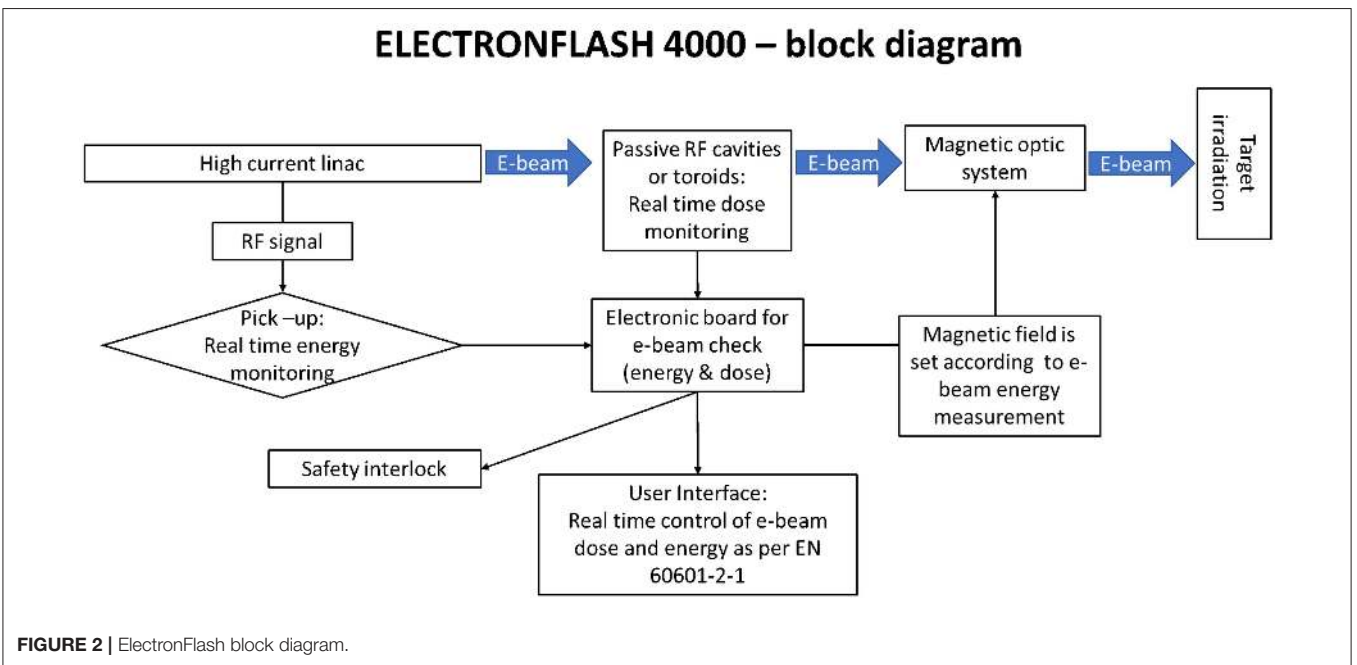 ELECTRONFLASH 4000 – block diagram
High current linac
E-beam
Passive RF cavities
or toroids:
Real time dose
monitoring
E-beam
Magnetic optic
system
E-beam
Target
irradiation
RF signal
Pick –up:
Real time energy
monitoring
Electronic board for
e-beam check
(energy & dose)
Magnetic field is
set according to e-
beam energy
measurement
Safety interlock
User Interface:
Real time control of e-beam
dose and energy as per EN
60601-2-1
FIGURE 2 | ElectronFlash block diagram.